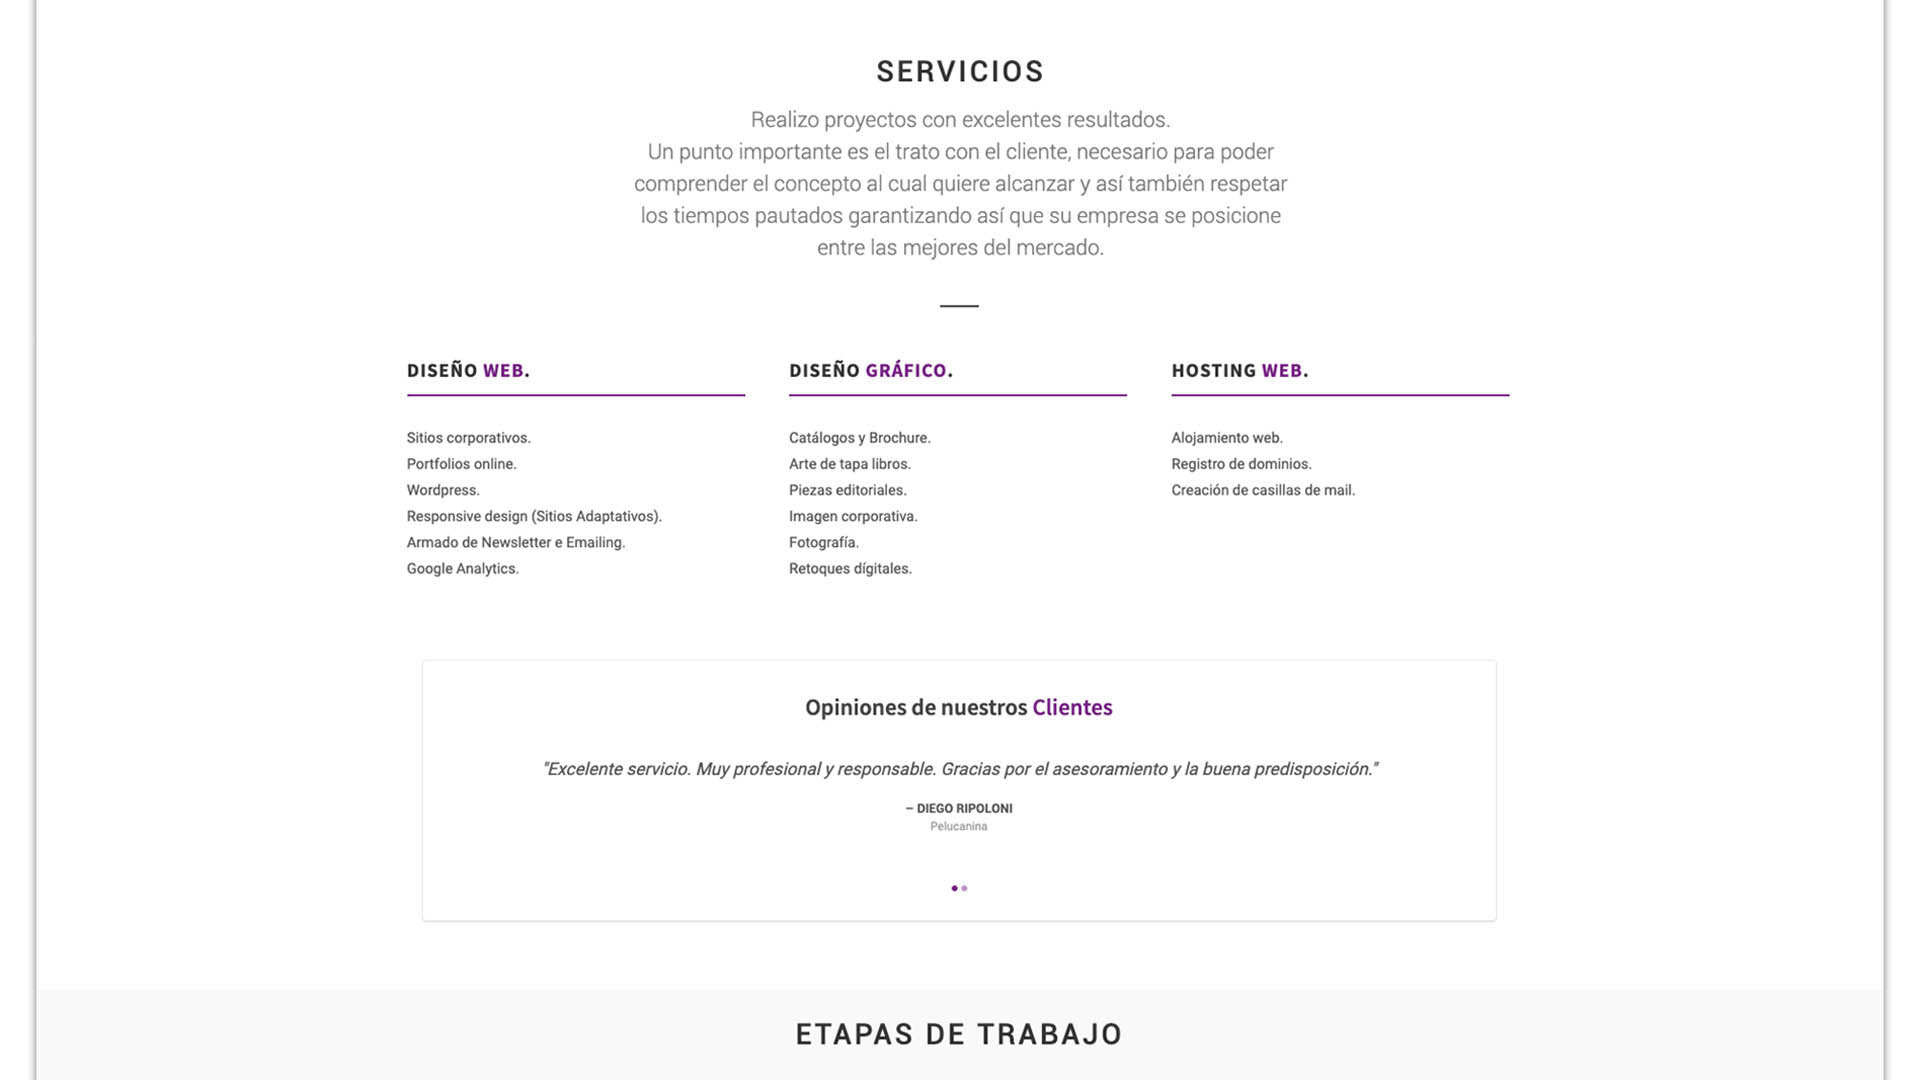 SERVICIOS
Realizo proyectos con excelentes resultados.
Un punto importante es el trato con el cliente, necesario para poder
comprender el concepto al cual quiere alcanzar y así también respetar
los tiempos pautados garantizando así que su empresa se posicione
entre las mejores del mercado.
DISEÑO WEB.
Sitios corporativos.
Portfolios online.
Wordpress.
Responsive design (Sitios Adaptativos).
Armado de Newsletter e Emailing.
Google Analytics.
DISEÑO GRÁFICO.
Catálogos y Brochure.
Arte de tapa libros.
Piezas editoriales.
Imagen corporativa.
Fotografía.
Retoques dígitales.
HOSTING WEB.
Alojamiento web.
Registro de dominios.
Creación de casillas de mail.
Opiniones de nuestros Clientes
"Excelente servicio. Muy profesional y responsable. Gracias por el asesoramiento y la buena predisposición."
– DIEGO RIPOLONI
Pelucanina
ETAPAS DE TRABAJO